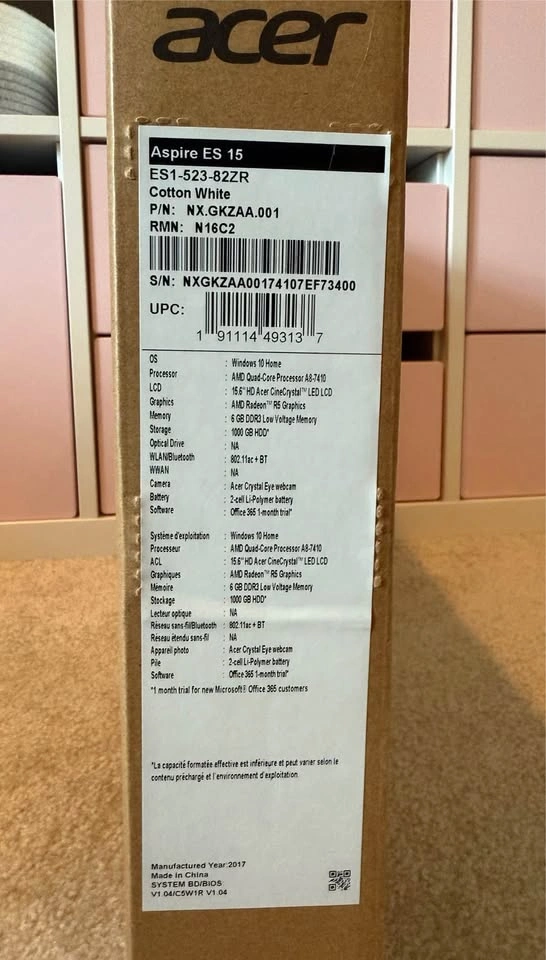 acer
Aspire ES 15
ES1-523-82ZR
Cotton White
P/N: NX.GKZAA.001
RMN: N16C2
S/N: NXGKZAA00174107EF73400
UPC:
1 91114 49313 7
OS : Windows 10 Home
Processor : AMD Quad-Core Processor A8-7410
LCD : 15.6" HD Acer CineCrystal™ LED LCD
Graphics : AMD Radeon™ R5 Graphics
Memory : 6 GB DDR3 Low Voltage Memory
Storage : 1000 GB HDD*
Optical Drive : NA
WLAN/Bluetooth : 802.11ac + BT
WWAN : NA
Camera : Acer Crystal Eye webcam
Battery : 2-cell Li-Polymer battery
Software : Office 365 1-month trial*
Système d'exploitation : Windows 10 Home
Processeur : AMD Quad-Core Processor A8-7410
ACL : 15.6" HD Acer CineCrystal™ LED LCD
Graphiques : AMD Radeon™ R5 Graphics
Mémoire : 6 GB DDR3 Low Voltage Memory
Stockage : 1000 GB HDD*
Lecteur optique : NA
Réseau sans-fil/Bluetooth : 802.11ac + BT
Réseau étendu sans-fil : NA
Appareil photo : Acer Crystal Eye webcam
Pile : 2-cell Li-Polymer battery
Software : Office 365 1-month trial*
*1 month trial for new Microsoft® Office 365 customers
*La capacité formatée effective est inférieure et peut varier selon le
contenu préchargé et l'environnement d'exploitation.
Manufactured Year:2017
Made in China
SYSTEM BD/BIOS
V1.04/C5W1R V1.04